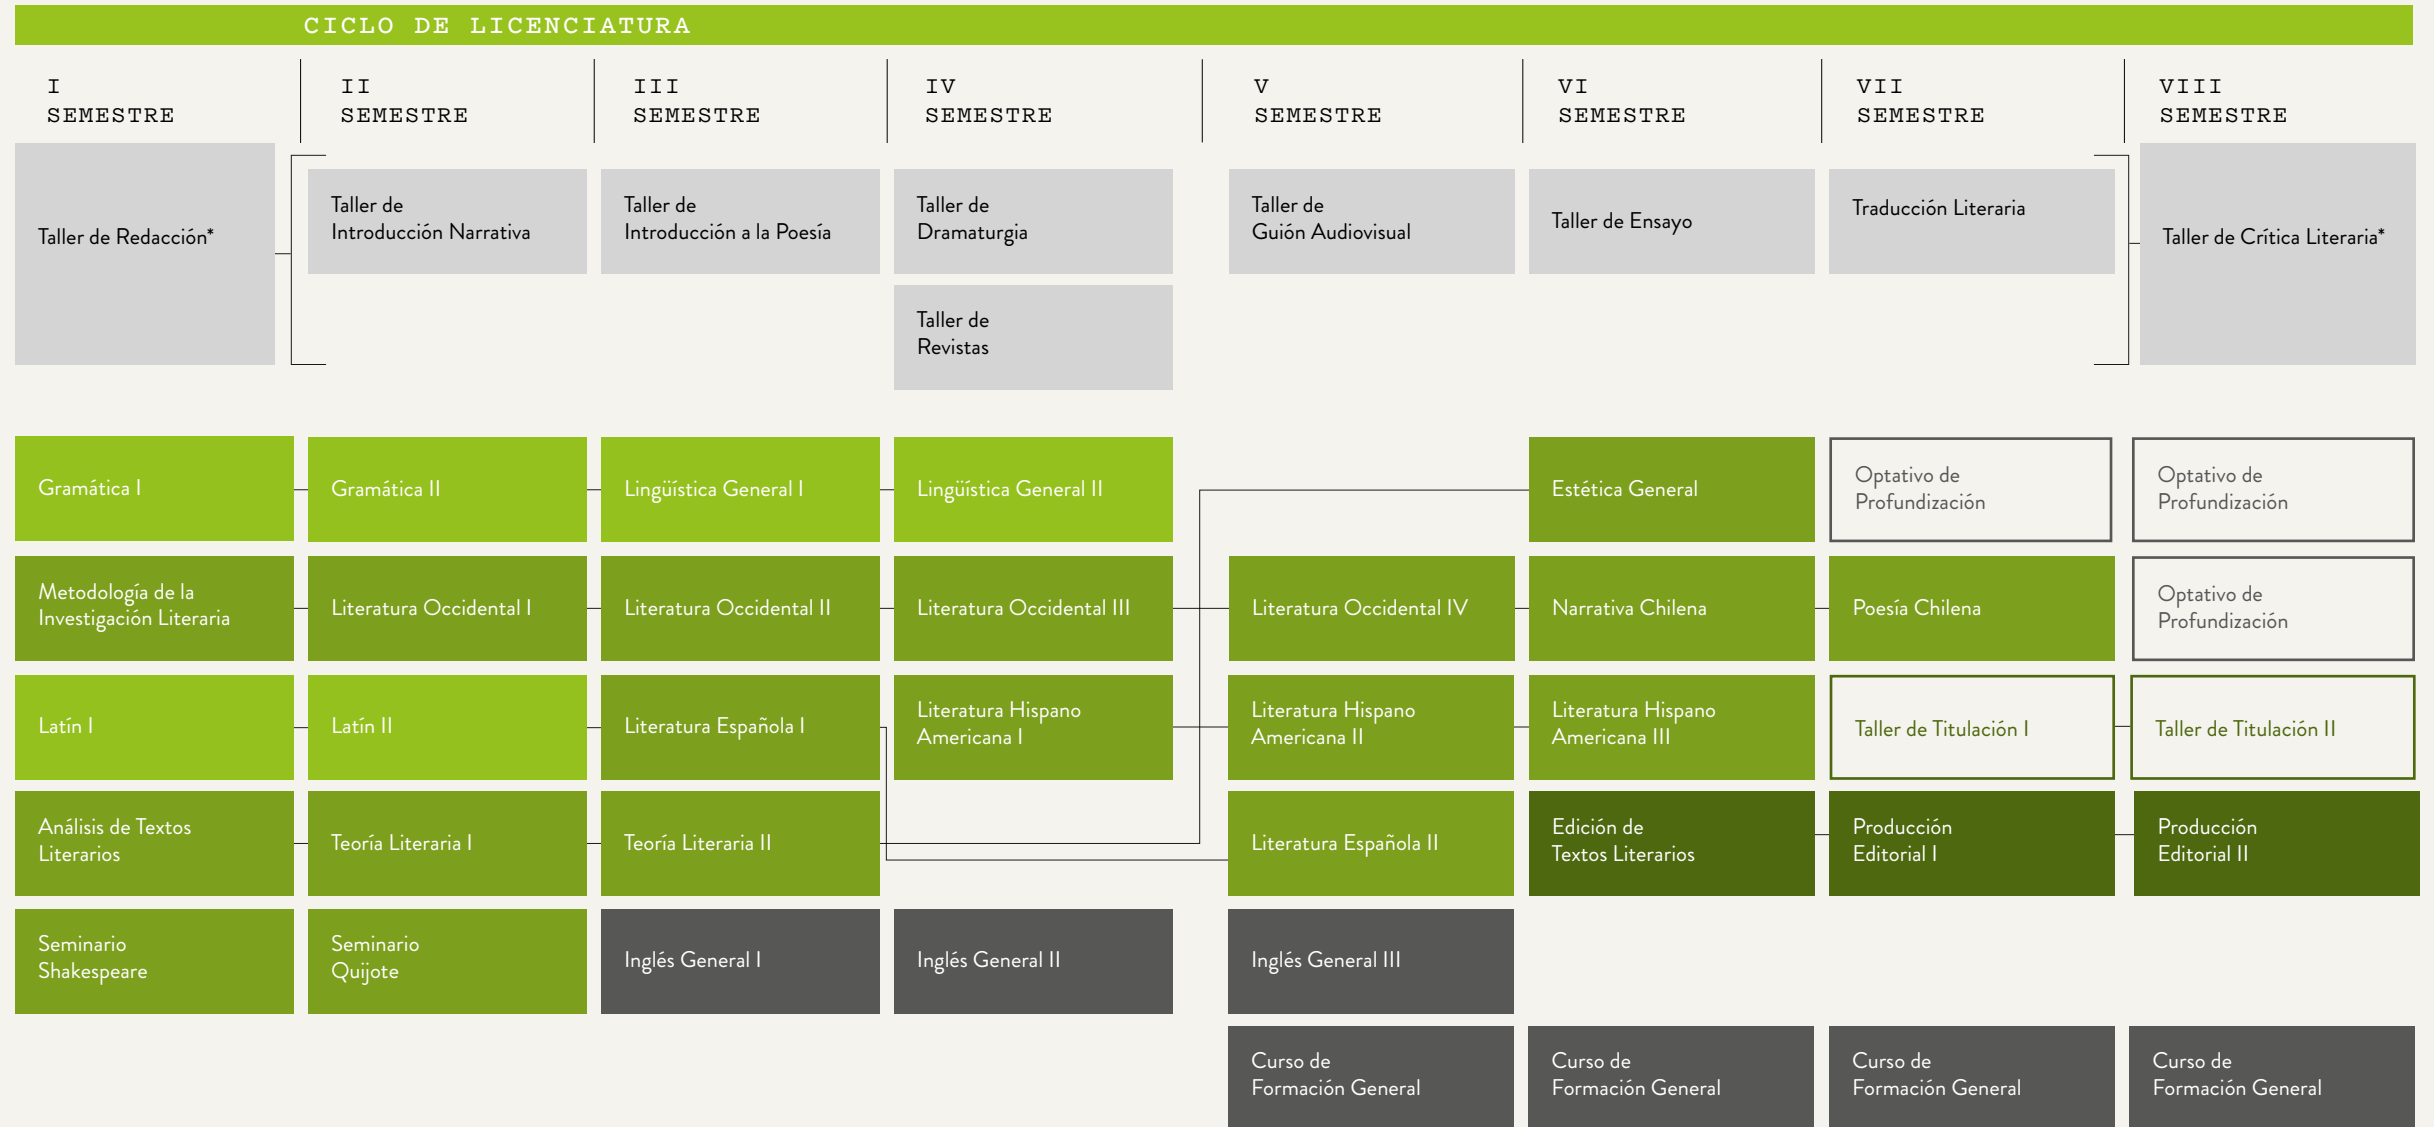 CICLO DE LICENCIATURA
I
SEMESTRE
II
SEMESTRE
III
SEMESTRE
IV
SEMESTRE
V
SEMESTRE
VI
SEMESTRE
VII
SEMESTRE
VIII
SEMESTRE
Taller de Redacción*
Taller de
Introducción Narrativa
Taller de
Introducción a la Poesía
Taller de
Dramaturgia
Taller de
Guión Audiovisual
Taller de Ensayo
Traducción Literaria
Taller de Crítica Literaria*
Taller de
Revistas
Gramática I
Gramática II
Lingüística General I
Lingüística General II
Estética General
Optativo de
Profundización
Optativo de
Profundización
Metodología de la
Investigación Literaria
Literatura Occidental I
Literatura Occidental II
Literatura Occidental III
Literatura Occidental IV
Narrativa Chilena
Poesía Chilena
Optativo de
Profundización
Latín I
Latín II
Literatura Española I
Literatura Hispano
Americana I
Literatura Hispano
Americana II
Literatura Hispano
Americana III
Taller de Titulación I
Taller de Titulación II
Análisis de Textos
Literarios
Teoría Literaria I
Teoría Literaria II
Literatura Española II
Edición de
Textos Literarios
Producción
Editorial I
Producción
Editorial II
Seminario
Shakespeare
Seminario
Quijote
Inglés General I
Inglés General II
Inglés General III
Curso de
Formación General
Curso de
Formación General
Curso de
Formación General
Curso de
Formación General